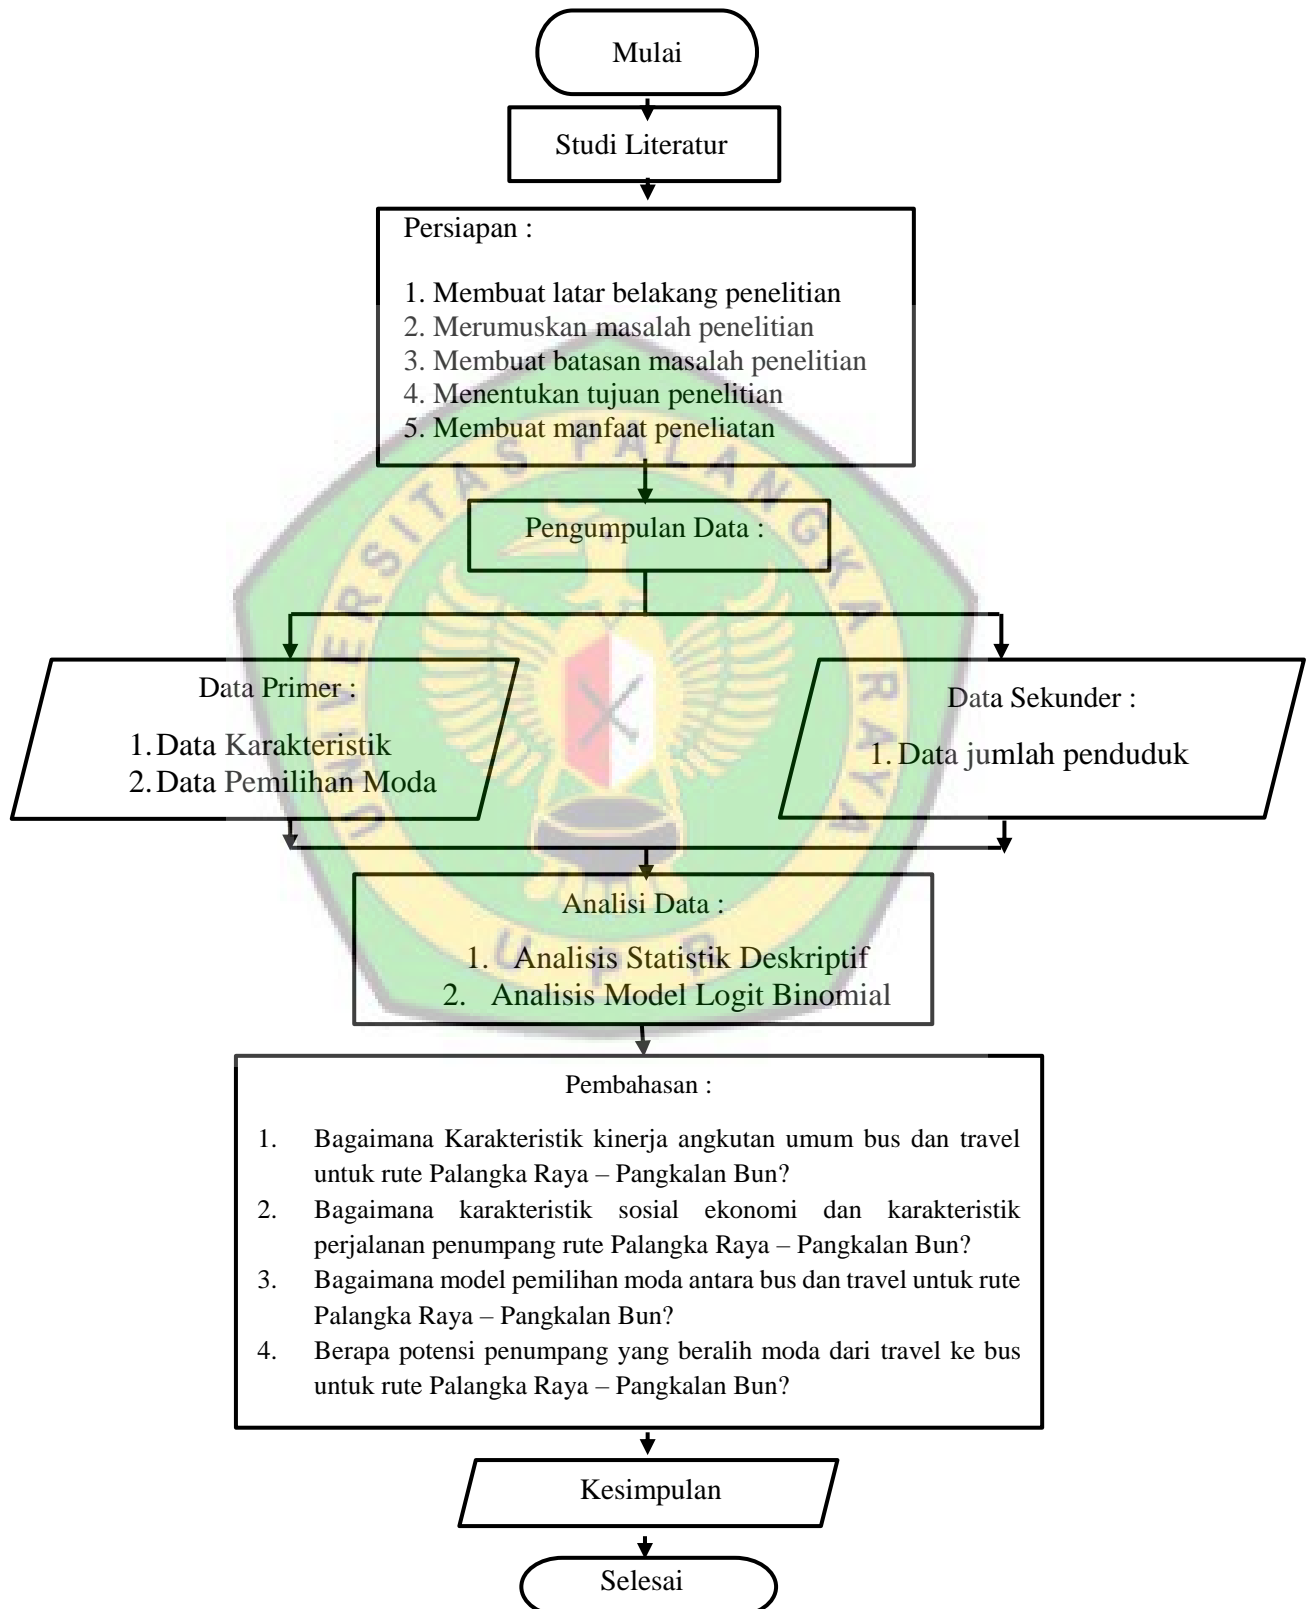 Mulai
Studi Literatur
Persiapan :
1. Membuat latar belakang penelitian
2. Merumuskan masalah penelitian
3. Membuat batasan masalah penelitian
4. Menentukan tujuan penelitian
5. Membuat manfaat peneliatan
UNIVERSITAS PALANGKA RAYA
Pengumpulan Data :
Data Primer :
1. Data Karakteristik
2. Data Pemilihan Moda
Data Sekunder :
1. Data jumlah penduduk
Analisi Data :
1. Analisis Statistik Deskriptif
2. Analisis Model Logit Binomial
U P R
Pembahasan :
1. Bagaimana Karakteristik kinerja angkutan umum bus dan travel
untuk rute Palangka Raya – Pangkalan Bun?
2. Bagaimana karakteristik sosial ekonomi dan karakteristik
perjalanan penumpang rute Palangka Raya – Pangkalan Bun?
3. Bagaimana model pemilihan moda antara bus dan travel untuk rute
Palangka Raya – Pangkalan Bun?
4. Berapa potensi penumpang yang beralih moda dari travel ke bus
untuk rute Palangka Raya – Pangkalan Bun?
Kesimpulan
Selesai